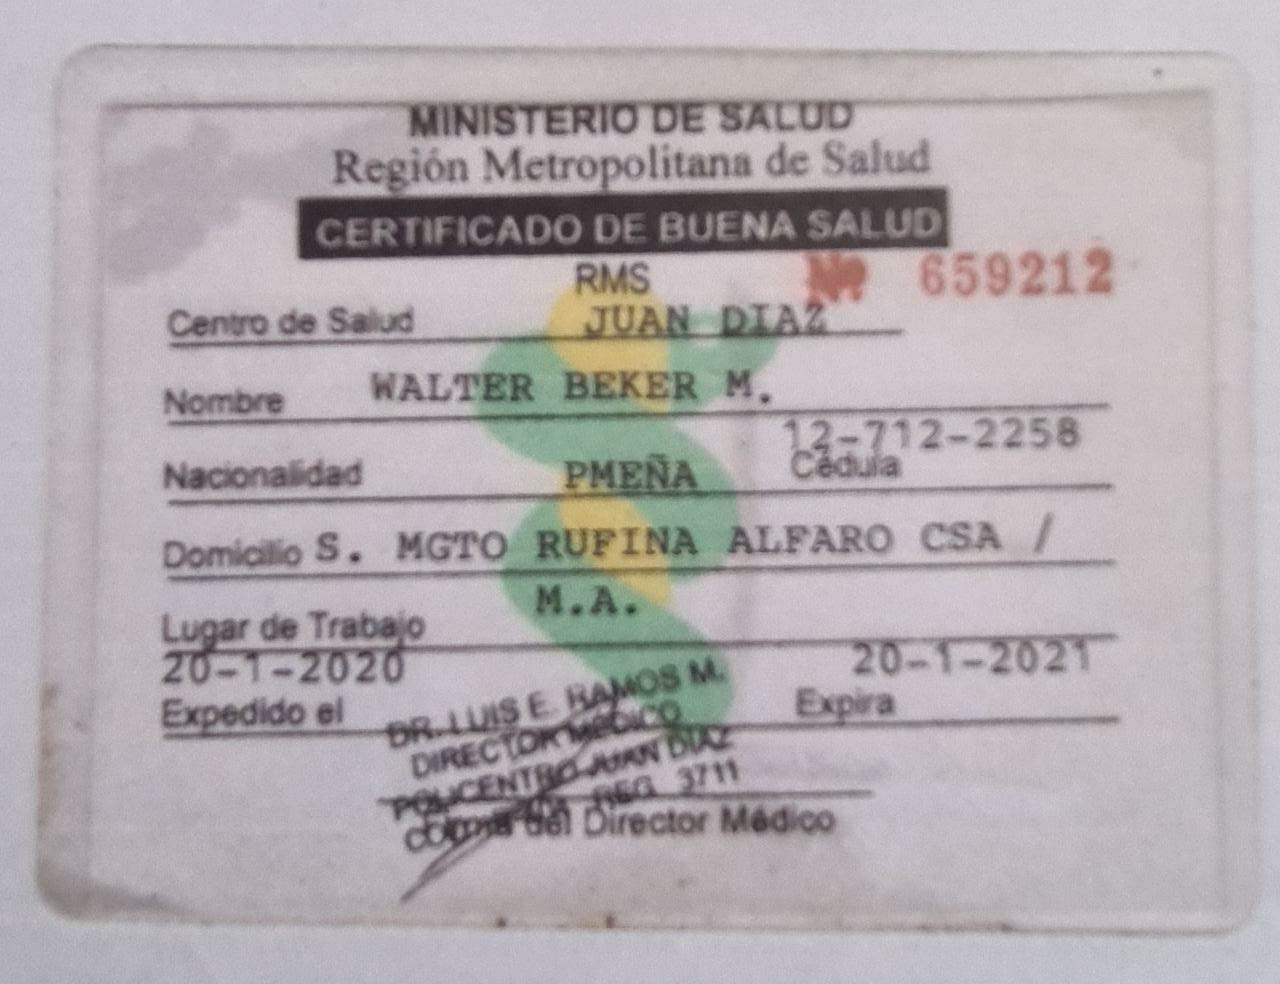 MINISTERIO DE SALUD
Región Metropolitana de Salud
CERTIFICADO DE BUENA SALUD
RMS
Nº 659212
Centro de Salud JUAN DIAZ
Nombre WALTER BEKER M.
12-712-2258
Nacionalidad PMEÑA Cédula
Domicilio S. MGTO RUFINA ALFARO CSA /
M.A.
Lugar de Trabajo
20-1-2020 20-1-2021
Expedido el Expira
DR. LUIS E. RAMOS M.
DIRECTOR MEDICO
POLICENTRO JUAN DIAZ
REG. 3711
del Director Médico